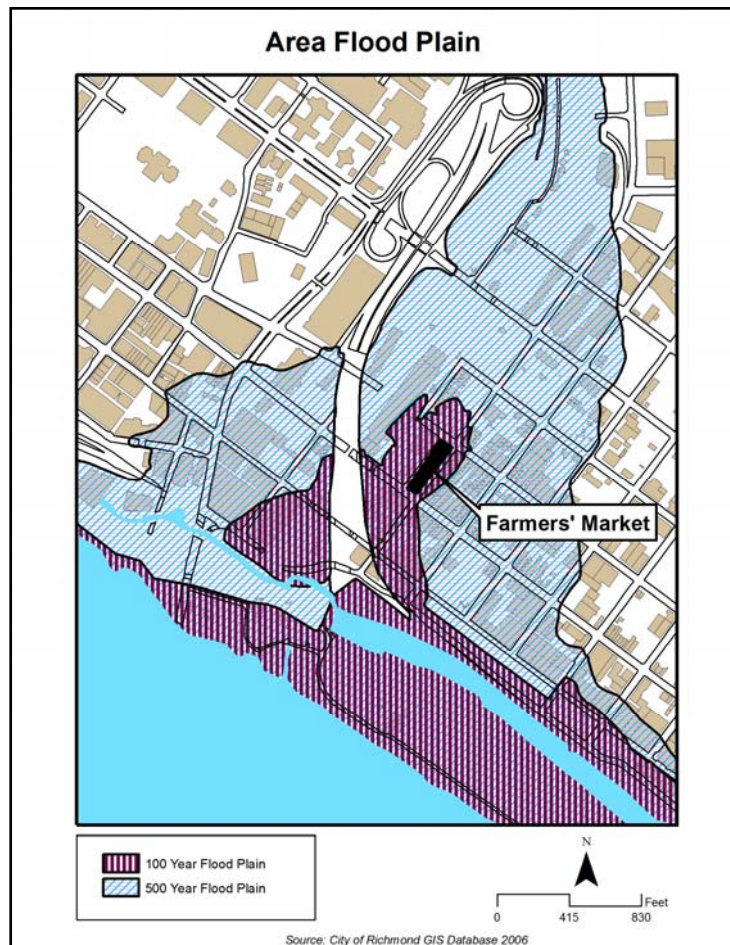 Area Flood Plain
Farmers' Market
100 Year Flood Plain
500 Year Flood Plain
N
Feet
0 415 830
Source: City of Richmond GIS Database 2006